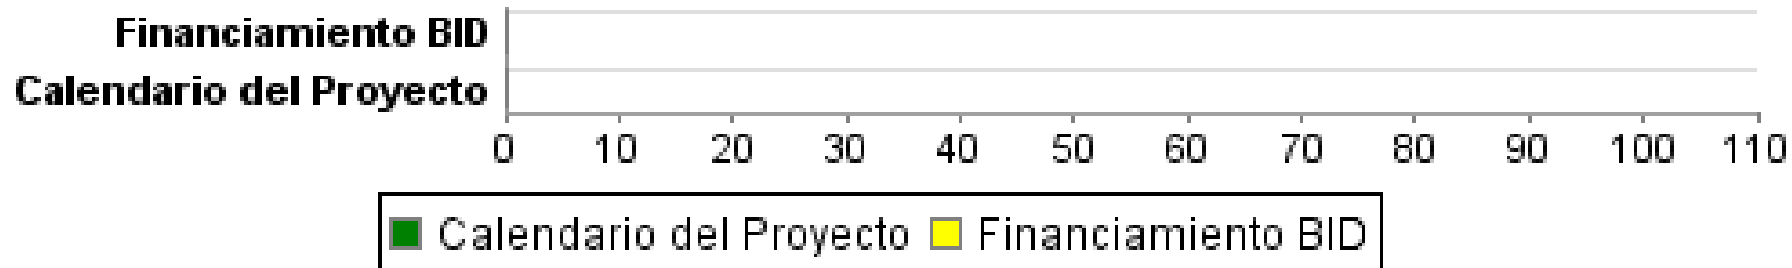 Financiamiento BID
Calendario del Proyecto
0 10 20 30 40 50 60 70 80 90 100 110
Calendario del Proyecto Financiamiento BID